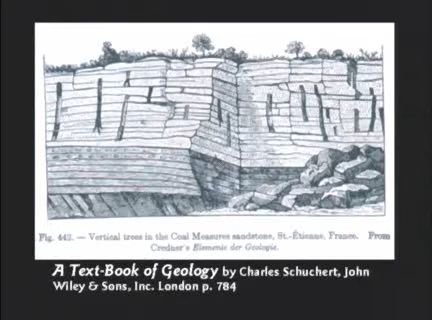 Fig. 442. — Vertical trees in the Coal Measures sandstone, St.-Étienne, France. From
Credner's Elemente der Geologie.
A Text-Book of Geology by Charles Schuchert, John
Wiley & Sons, Inc. London p. 784